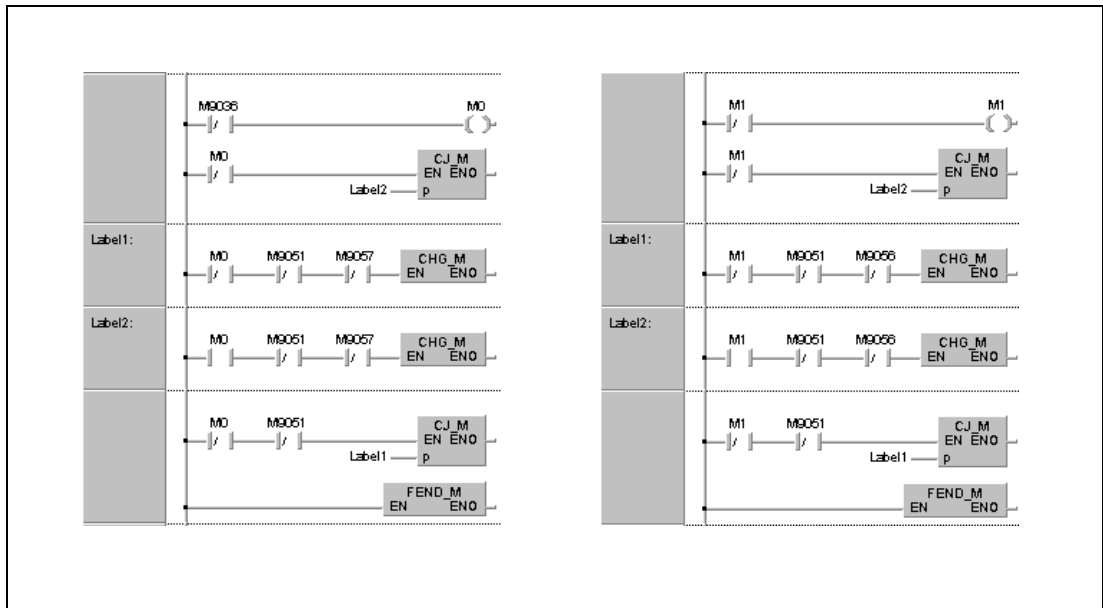 M9036 M0
M0 CJ_M
EN ENO
Label2 p
Label1:
M0 M9051 M9057 CHG_M
EN ENO
Label2:
M0 M9051 M9057 CHG_M
EN ENO
M0 M9051 CJ_M
EN ENO
Label1 p
FEND_M
EN ENO
M1 M1
M1 CJ_M
EN ENO
Label2 p
Label1:
M1 M9051 M9056 CHG_M
EN ENO
Label2:
M1 M9051 M9056 CHG_M
EN ENO
M1 M9051 CJ_M
EN ENO
Label1 p
FEND_M
EN ENO